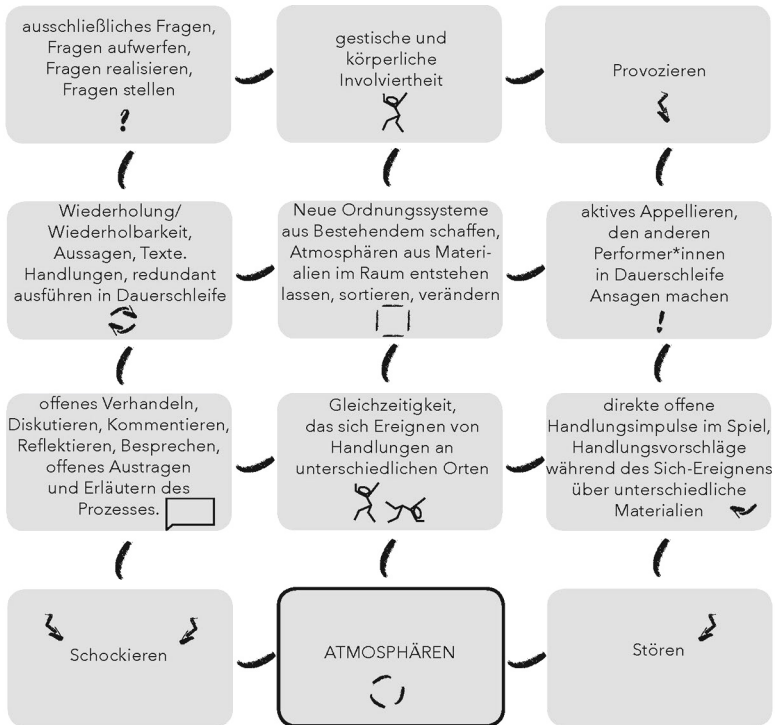 ausschließliches Fragen,
Fragen aufwerfen,
Fragen realisieren,
Fragen stellen
?
gestische und
körperliche
Involviertheit
Provozieren
Wiederholung/
Wiederholbarkeit,
Aussagen, Texte.
Handlungen, redundant
ausführen in Dauerschleife
Neue Ordnungssysteme
aus Bestehendem schaffen,
Atmosphären aus Materi-
alien im Raum entstehen
lassen, sortieren, verändern
aktives Appellieren,
den anderen
Performer*innen
in Dauerschleife
Ansagen machen
!
offenes Verhandeln,
Diskutieren, Kommentieren,
Reflektieren, Besprechen,
offenes Austragen
und Erläutern des
Prozesses.
Gleichzeitigkeit,
das sich Ereignen von
Handlungen an
unterschiedlichen Orten
direkte offene
Handlungsimpulse im Spiel,
Handlungsvorschläge
während des Sich-Ereignens
über unterschiedliche
Materialien
Schockieren
ATMOSPHÄREN
Stören